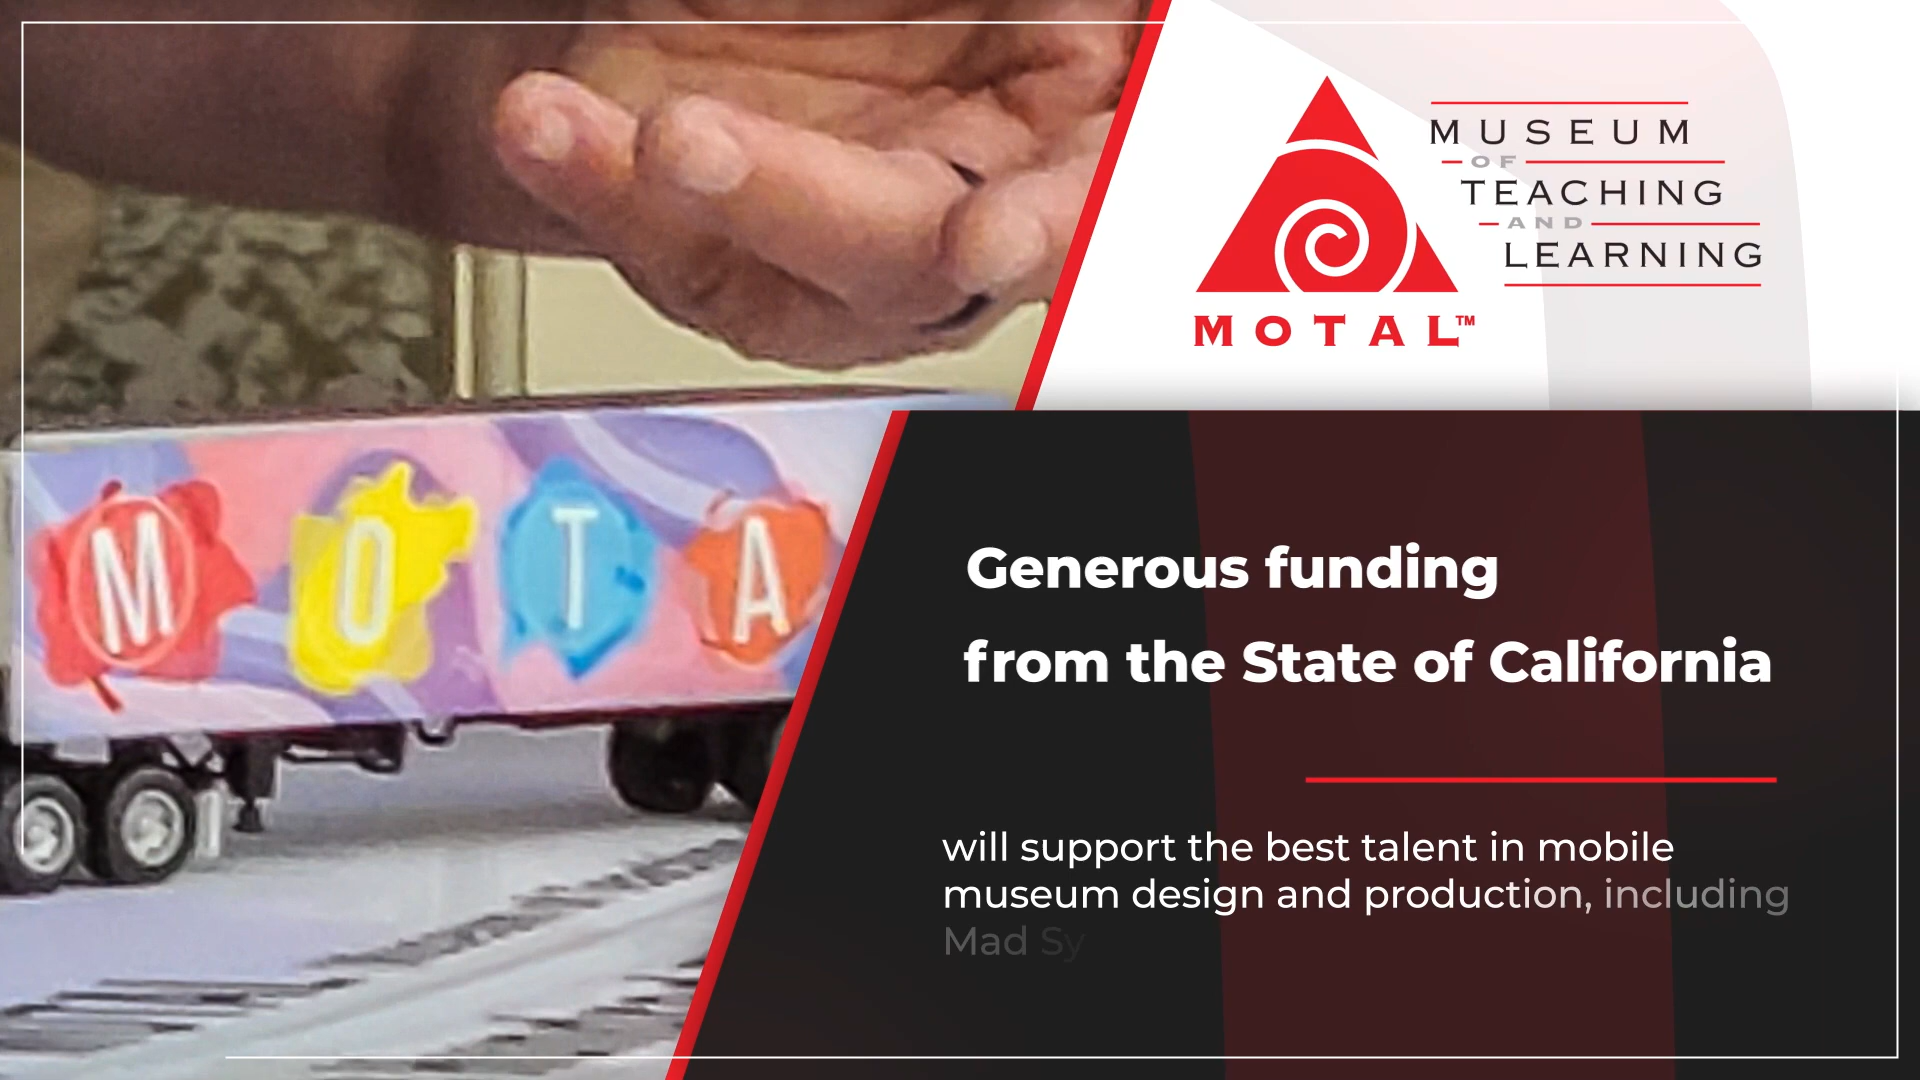 MUSEUM
OF
TEACHING
AND
LEARNING
MOTAL™
M O T A
Generous funding
from the State of California
will support the best talent in mobile
museum design and production, including
Mad Sy